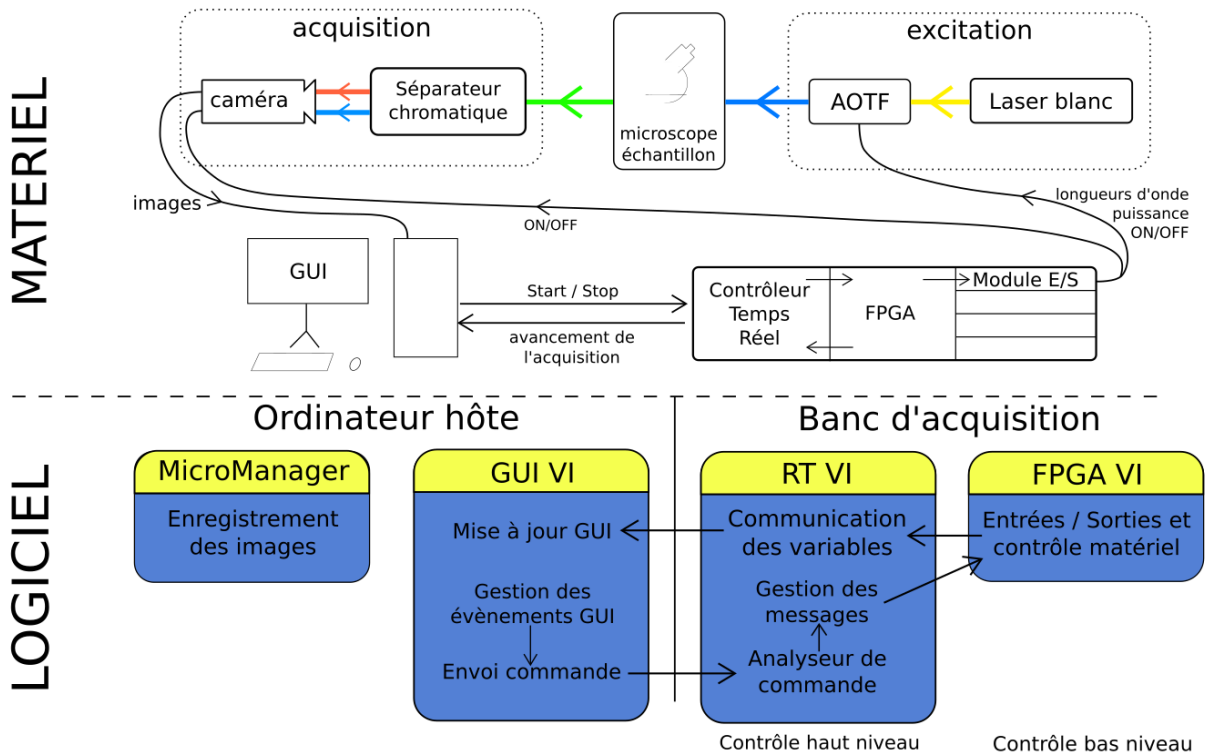 MATERIEL
acquisition
excitation
caméra
Séparateur
chromatique
microscope
échantillon
AOTF
Laser blanc
images
ON/OFF
longueurs d'onde
puissance
ON/OFF
GUI
Start / Stop
avancement de
l'acquisition
Contrôleur
Temps
Réel
FPGA
Module E/S
LOGICIEL
Ordinateur hôte
Banc d'acquisition
MicroManager
Enregistrement
des images
GUI VI
Mise à jour GUI
Gestion des
évènements GUI
Envoi commande
RT VI
Communication
des variables
Gestion des
messages
Analyseur de
commande
FPGA VI
Entrées / Sorties et
contrôle matériel
Contrôle haut niveau
Contrôle bas niveau